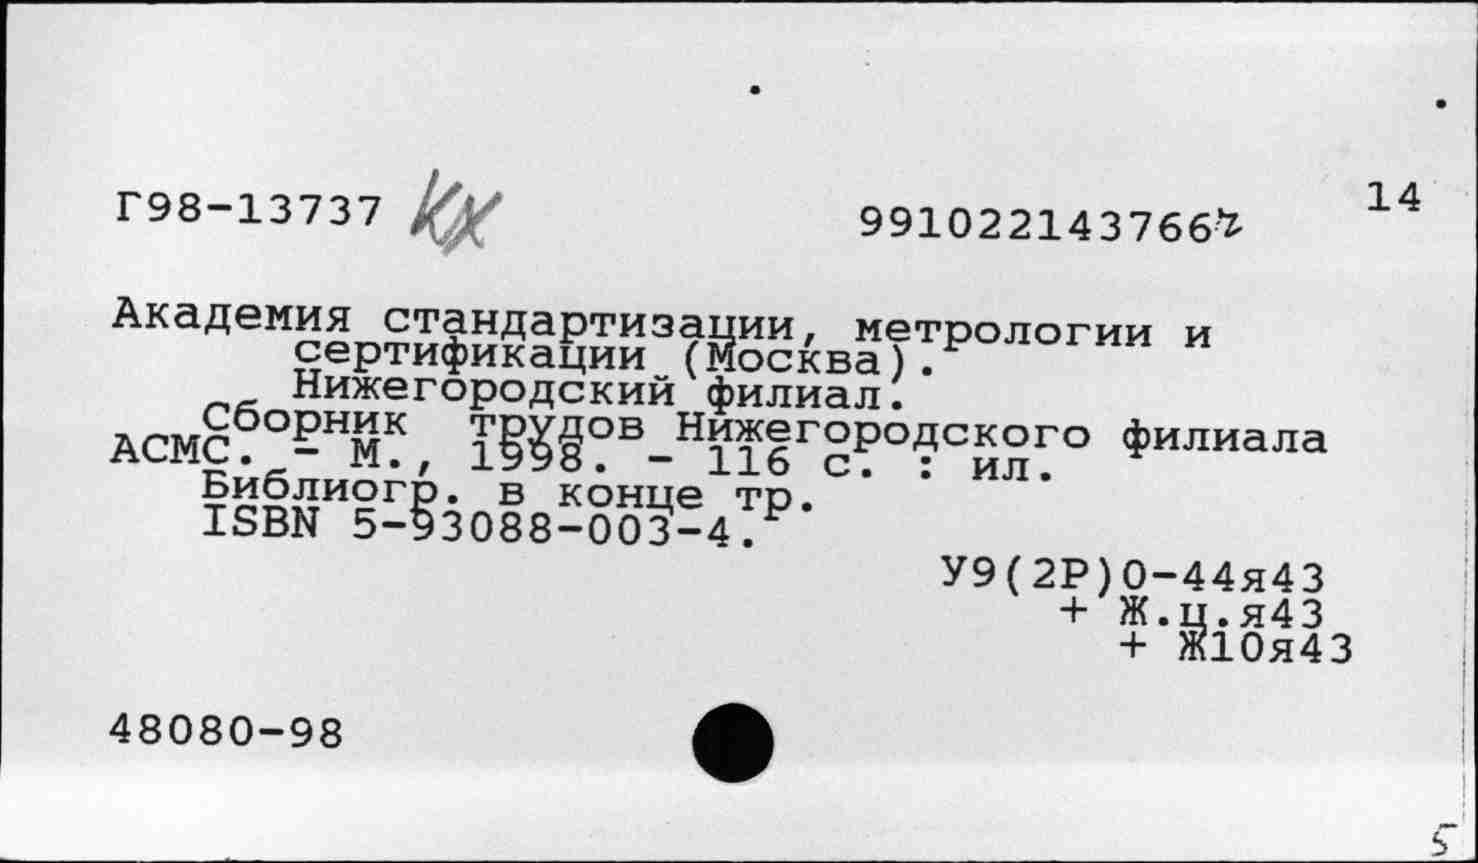 Г98-13737 КХ
991022143766 14
Академия стандартизации, метрологии и
сертификации (Москва).
Нижегородский филиал.
Сборник трудов Нижегородского филиала
АСМС. - М., 1998. - 116 с. : ил.
Библиогр. в конце тр.
ISBN 5-93088-003-4.
У9(2Р)0-44я43
+ Ж.ц.я43
+ Ж10я43
48080-98
5